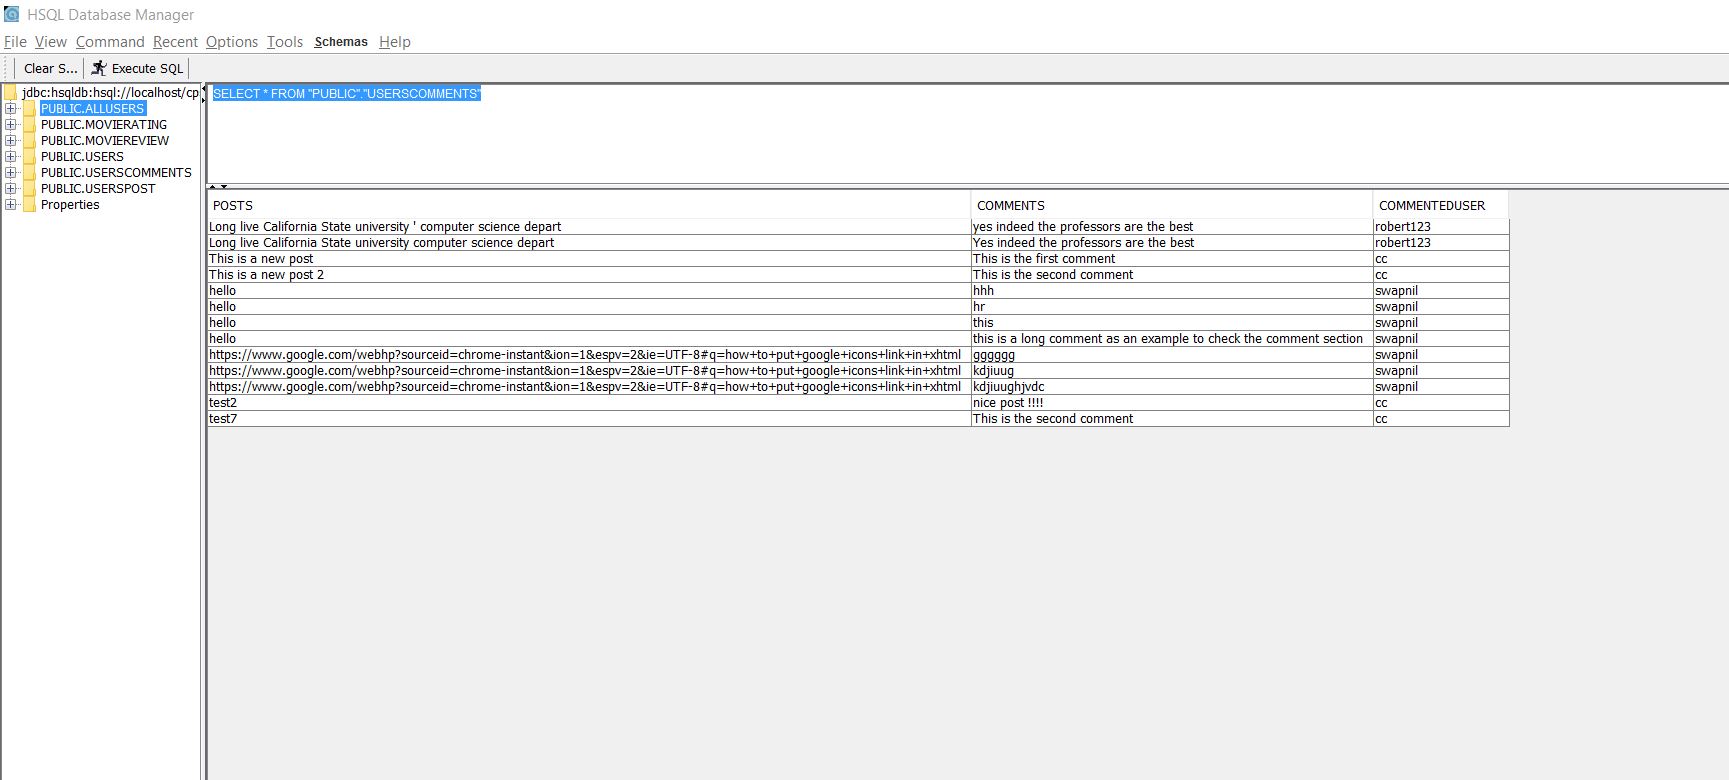 HSQL Database Manager
File View Command Recent Options Tools Schemas Help
Clear S... Execute SQL
jdbc:hsqldb:hsql://localhost/cp
PUBLIC.ALLUSERS
PUBLIC.MOVIERATING
PUBLIC.MOVIEREVIEW
PUBLIC.USERS
PUBLIC.USERSCOMMENTS
PUBLIC.USERSPOST
Properties
SELECT * FROM "PUBLIC"."USERSCOMMENTS"
POSTS COMMENTS COMMENTEDUSER
Long live California State university ' computer science depart yes indeed the professors are the best robert123
Long live California State university computer science depart Yes indeed the professors are the best robert123
This is a new post This is the first comment cc
This is a new post 2 This is the second comment cc
hello hhh swapnil
hello hr swapnil
hello this swapnil
hello this is a long comment as an example to check the comment section swapnil
https://www.google.com/webhp?sourceid=chrome-instant&ion=1&espv=2&ie=UTF-8#q=how+to+put+google+icons+link+in+xhtml gggggg swapnil
https://www.google.com/webhp?sourceid=chrome-instant&ion=1&espv=2&ie=UTF-8#q=how+to+put+google+icons+link+in+xhtml kdjiuug swapnil
https://www.google.com/webhp?sourceid=chrome-instant&ion=1&espv=2&ie=UTF-8#q=how+to+put+google+icons+link+in+xhtml kdjiuughjvdc swapnil
test2 nice post !!!! cc
test7 This is the second comment cc